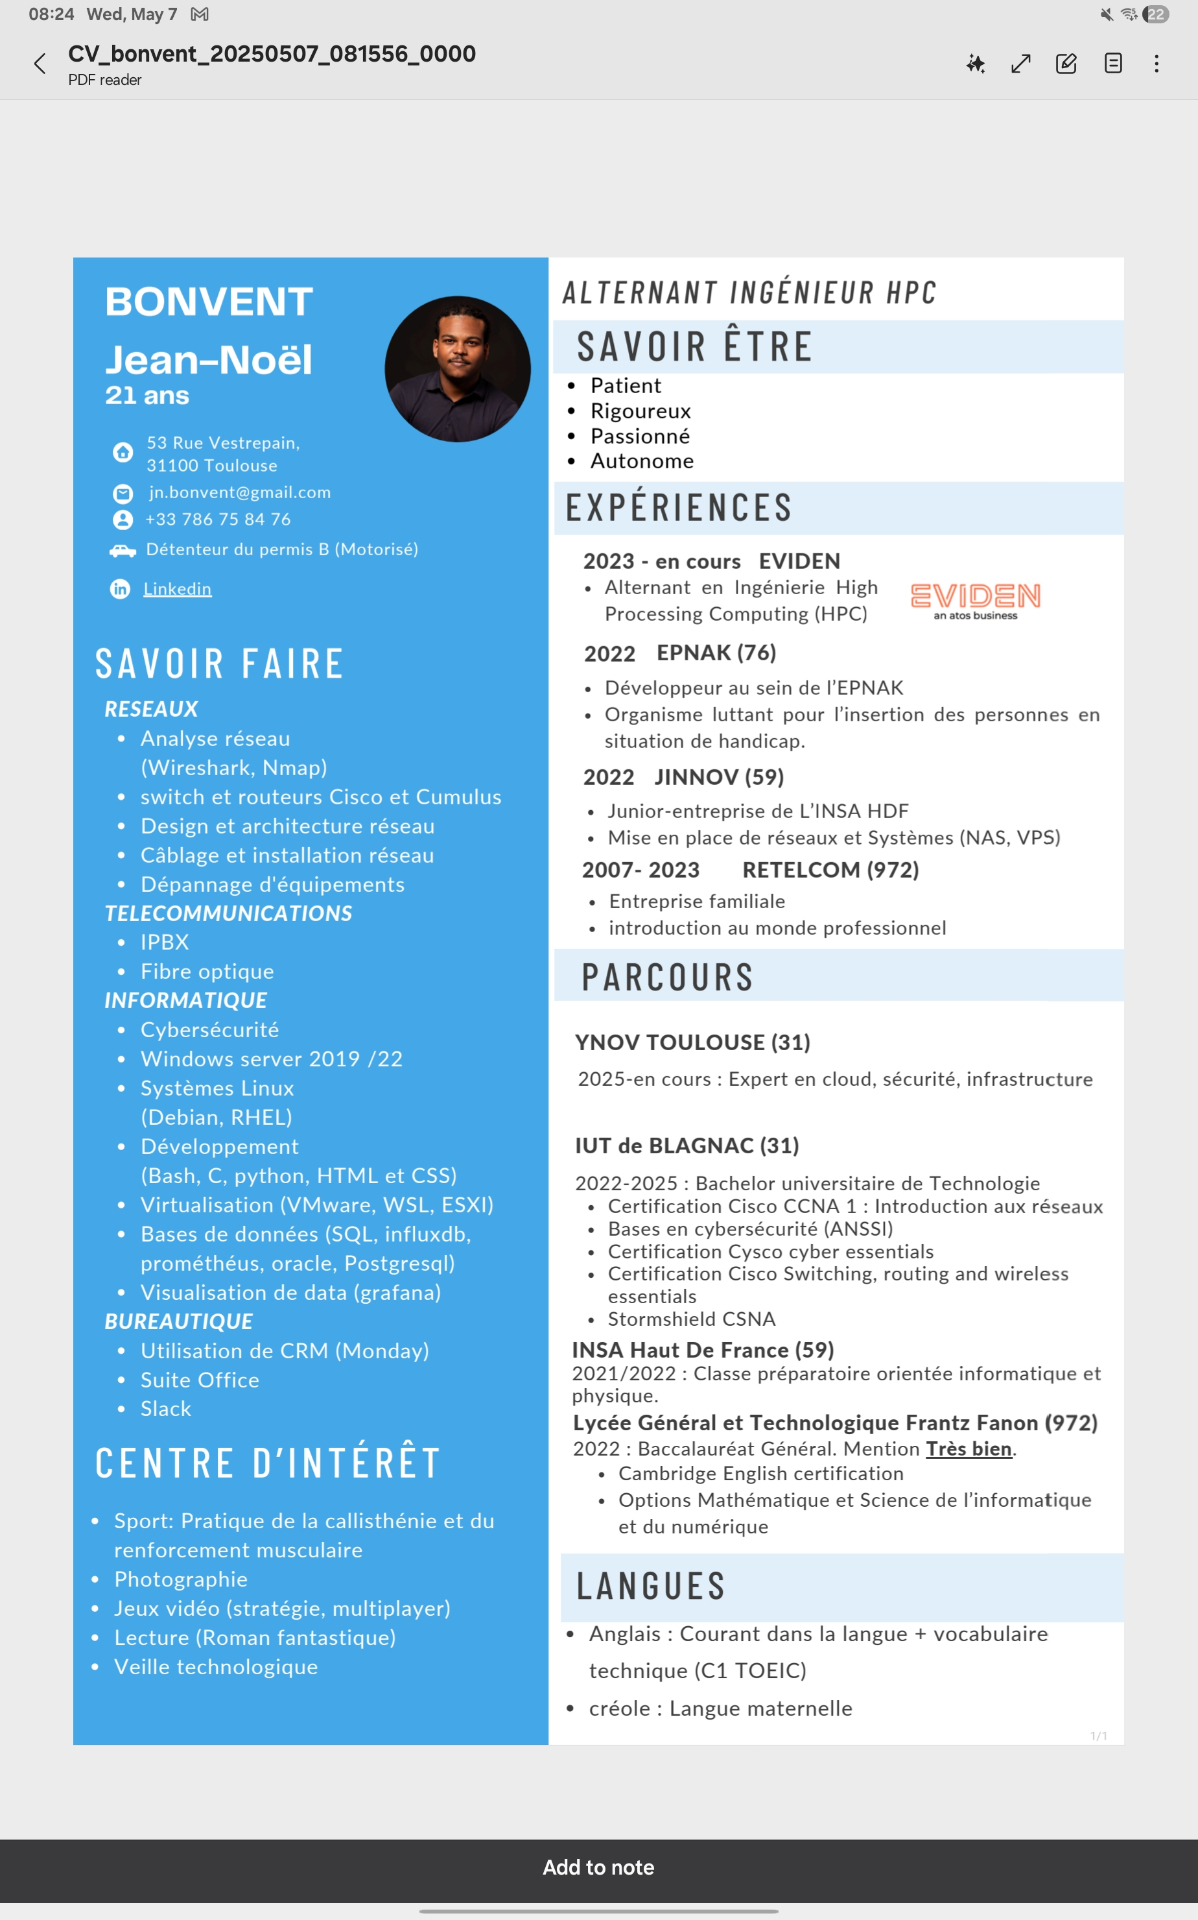 08:24 Wed, May 7
22
CV_bonvent_20250507_081556_0000
PDF reader
BONVENT
Jean-Noël
21 ans
53 Rue Vestrepain,
31100 Toulouse
jn.bonvent@gmail.com
+33 786 75 84 76
Détenteur du permis B (Motorisé)
in
Linkedin
SAVOIR FAIRE
RESEAUX
• Analyse réseau
(Wireshark, Nmap)
• switch et routeurs Cisco et Cumulus
• Design et architecture réseau
• Câblage et installation réseau
• Dépannage d'équipements
TELECOMMUNICATIONS
• IPBX
• Fibre optique
INFORMATIQUE
• Cybersécurité
• Windows server 2019 /22
• Systèmes Linux
(Debian, RHEL)
• Développement
(Bash, C, python, HTML et CSS)
• Virtualisation (VMware, WSL, ESXI)
• Bases de données (SQL, influxdb,
prométhéus, oracle, Postgresql)
• Visualisation de data (grafana)
BUREAUTIQUE
• Utilisation de CRM (Monday)
• Suite Office
• Slack
CENTRE D'INTÉRÊT
• Sport: Pratique de la callisthénie et du
renforcement musculaire
• Photographie
• Jeux vidéo (stratégie, multiplayer)
• Lecture (Roman fantastique)
• Veille technologique
ALTERNANT INGÉNIEUR HPC
SAVOIR ÊTRE
• Patient
• Rigoureux
• Passionné
• Autonome
EXPÉRIENCES
2023 - en cours EVIDEN
• Alternant en Ingénierie High
Processing Computing (HPC)
EVIDEN
an atos business
2022 EPNAK (76)
• Développeur au sein de l'EPNAK
• Organisme luttant pour l'insertion des personnes en
situation de handicap.
2022 JINNOV (59)
• Junior-entreprise de L'INSA HDF
• Mise en place de réseaux et Systèmes (NAS, VPS)
2007- 2023 RETELCOM (972)
• Entreprise familiale
• introduction au monde professionnel
PARCOURS
YNOV TOULOUSE (31)
2025-en cours : Expert en cloud, sécurité, infrastructure
IUT de BLAGNAC (31)
2022-2025 : Bachelor universitaire de Technologie
• Certification Cisco CCNA 1 : Introduction aux réseaux
• Bases en cybersécurité (ANSSI)
• Certification Cysco cyber essentials
• Certification Cisco Switching, routing and wireless
essentials
• Stormshield CSNA
INSA Haut De France (59)
2021/2022 : Classe préparatoire orientée informatique et
physique.
Lycée Général et Technologique Frantz Fanon (972)
2022 : Baccalauréat Général. Mention Très bien.
• Cambridge English certification
• Options Mathématique et Science de l'informatique
et du numérique
LANGUES
• Anglais : Courant dans la langue + vocabulaire
technique (C1 TOEIC)
• créole : Langue maternelle
1/1
Add to note